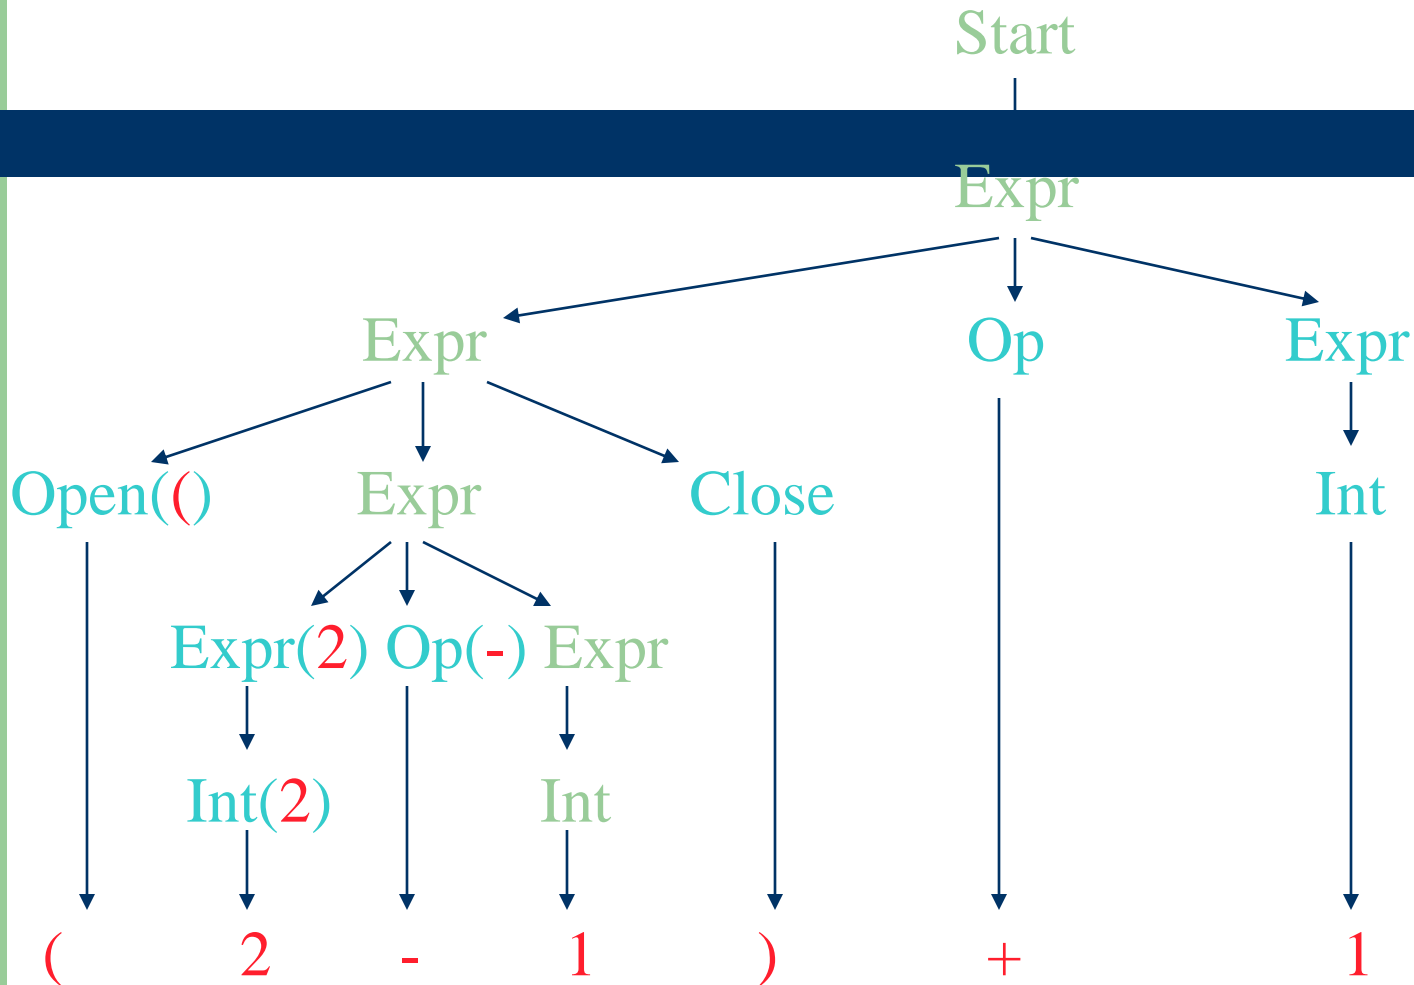 Start
Expr
Expr Op Expr
Open(() Expr Close Int
Expr(2) Op(-) Expr
Int(2) Int
( 2 - 1 ) + 1